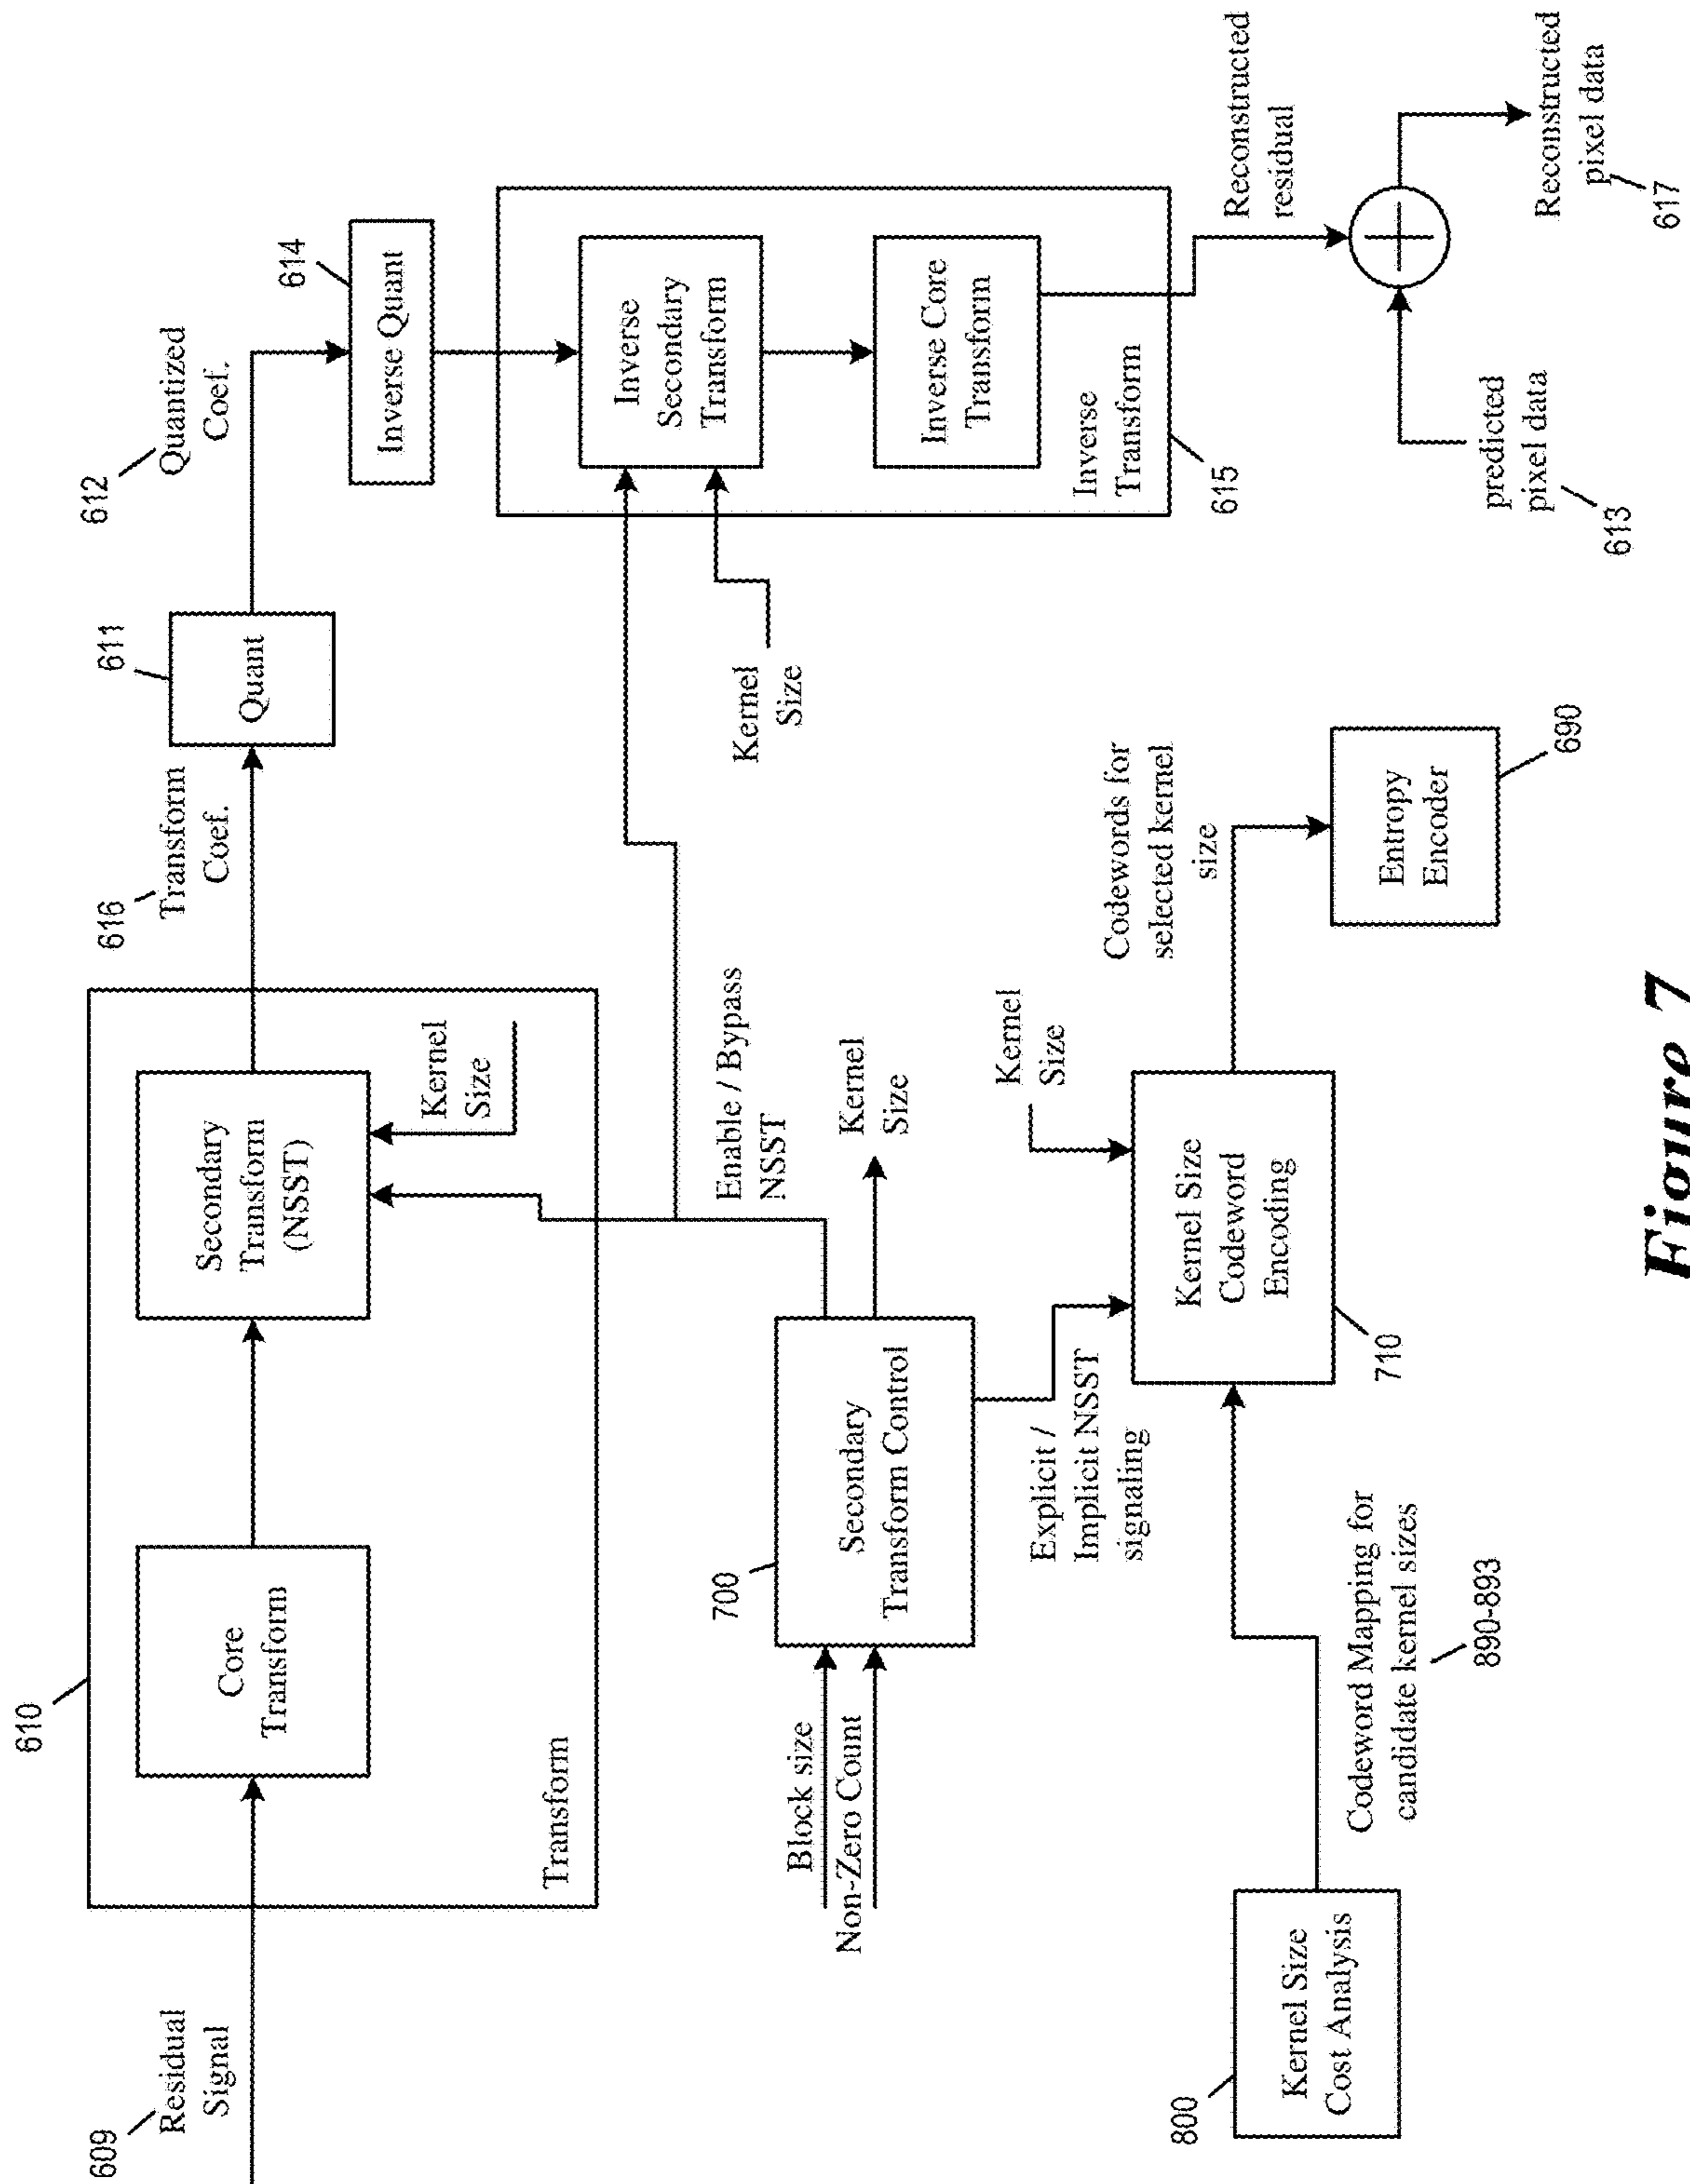 609
Residual
Signal
610
Core
Transform
Secondary
Transform
(NSST)
Kernel
Size
Transform
616
Transform
Coef.
611
Quant
612
Quantized
Coef.
614
Inverse Quant
Inverse
Secondary
Transform
Inverse Core
Transform
Inverse
Transform
615
Kernel
Size
Reconstructed
residual
predicted
pixel data
613
Reconstructed
pixel data
617
Enable / Bypass
NSST
Block size
Non-Zero Count
700
Secondary
Transform Control
Kernel
Size
Explicit /
Implicit NSST
signaling
Kernel
Size
800
Kernel Size
Cost Analysis
Codeword Mapping for
candidate kernel sizes
890-893
Kernel Size
Codeword
Encoding
710
Codewords for
selected kernel
size
Entropy
Encoder
690
Figure 7